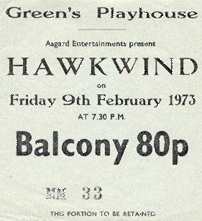 Green's Playhouse
Asgard Entertainments present
HAWKWIND
on
Friday 9th February 1973
AT 7.30 P.M.
Balcony 80p
MM 33
THIS PORTION TO BE RETAINED